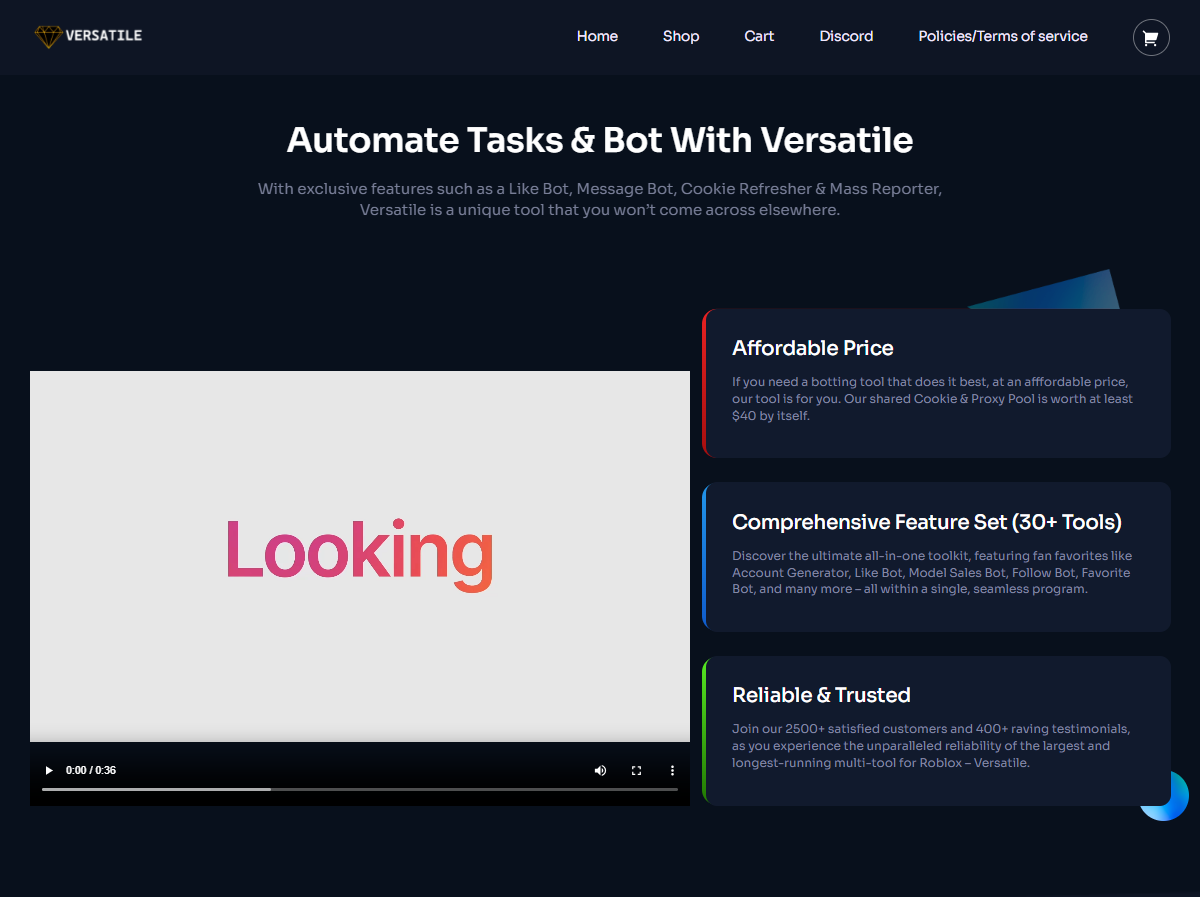 VERSATILE
Home Shop Cart Discord Policies/Terms of service
Automate Tasks & Bot With Versatile
With exclusive features such as a Like Bot, Message Bot, Cookie Refresher & Mass Reporter,
Versatile is a unique tool that you won’t come across elsewhere.
Looking
0:00 / 0:36
Affordable Price
If you need a botting tool that does it best, at an afffordable price,
our tool is for you. Our shared Cookie & Proxy Pool is worth at least
$40 by itself.
Comprehensive Feature Set (30+ Tools)
Discover the ultimate all-in-one toolkit, featuring fan favorites like
Account Generator, Like Bot, Model Sales Bot, Follow Bot, Favorite
Bot, and many more – all within a single, seamless program.
Reliable & Trusted
Join our 2500+ satisfied customers and 400+ raving testimonials,
as you experience the unparalleled reliability of the largest and
longest-running multi-tool for Roblox – Versatile.